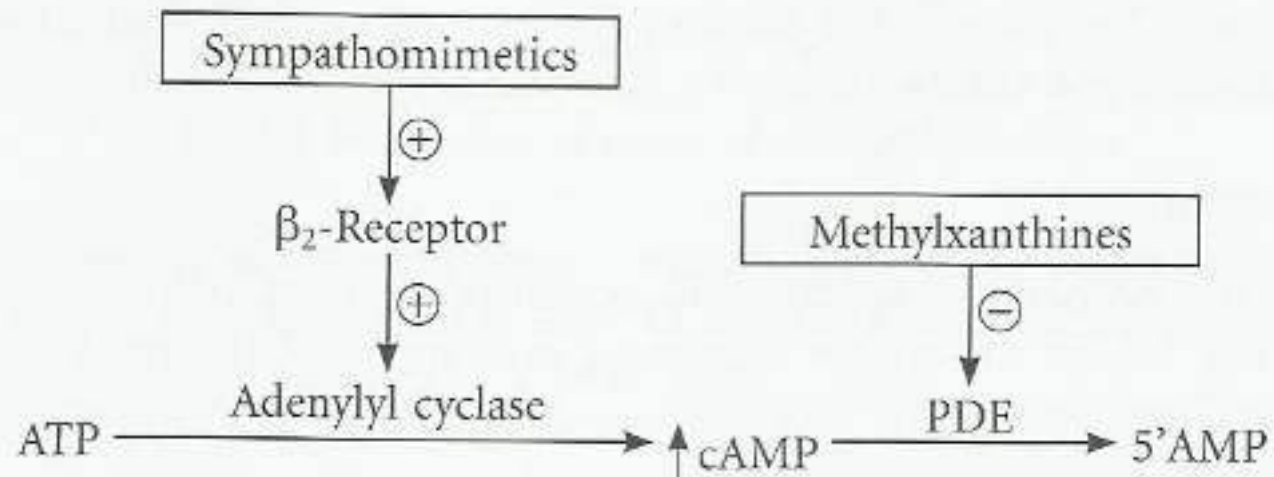 Sympathomimetics
+
β₂-Receptor
Methylxanthines
+
−
Adenylyl cyclase
PDE
ATP
↑ cAMP
5'AMP